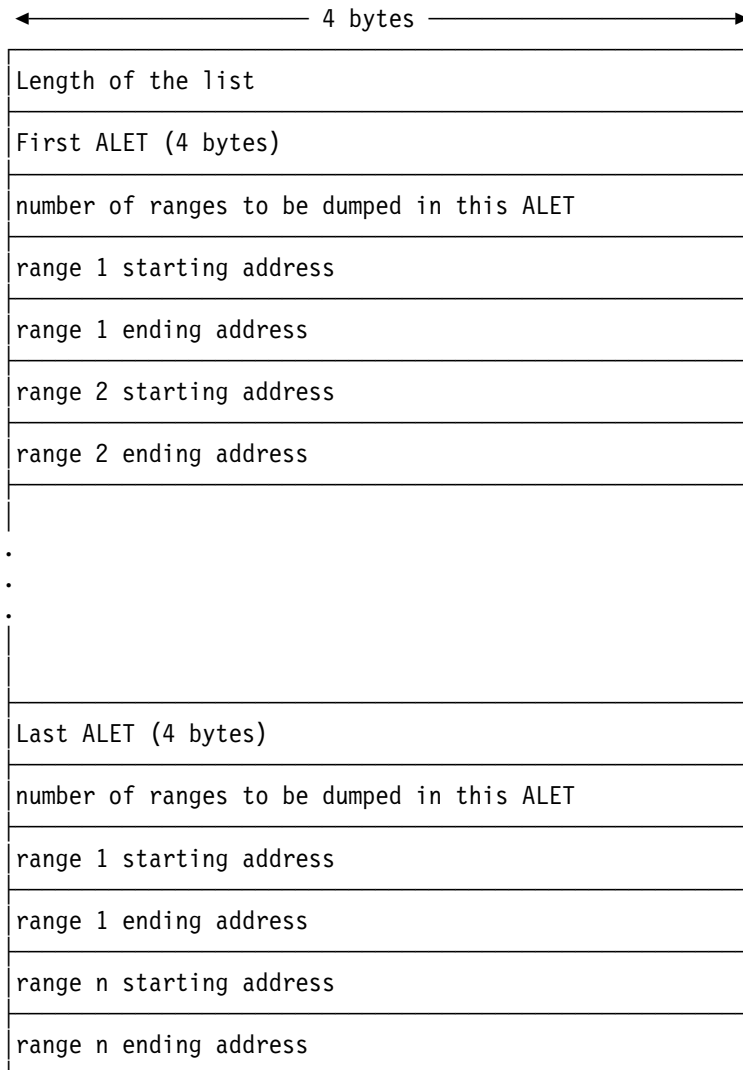 4 bytes
Length of the list
First ALET (4 bytes)
number of ranges to be dumped in this ALET
range 1 starting address
range 1 ending address
range 2 starting address
range 2 ending address
.
.
.
Last ALET (4 bytes)
number of ranges to be dumped in this ALET
range 1 starting address
range 1 ending address
range n starting address
range n ending address